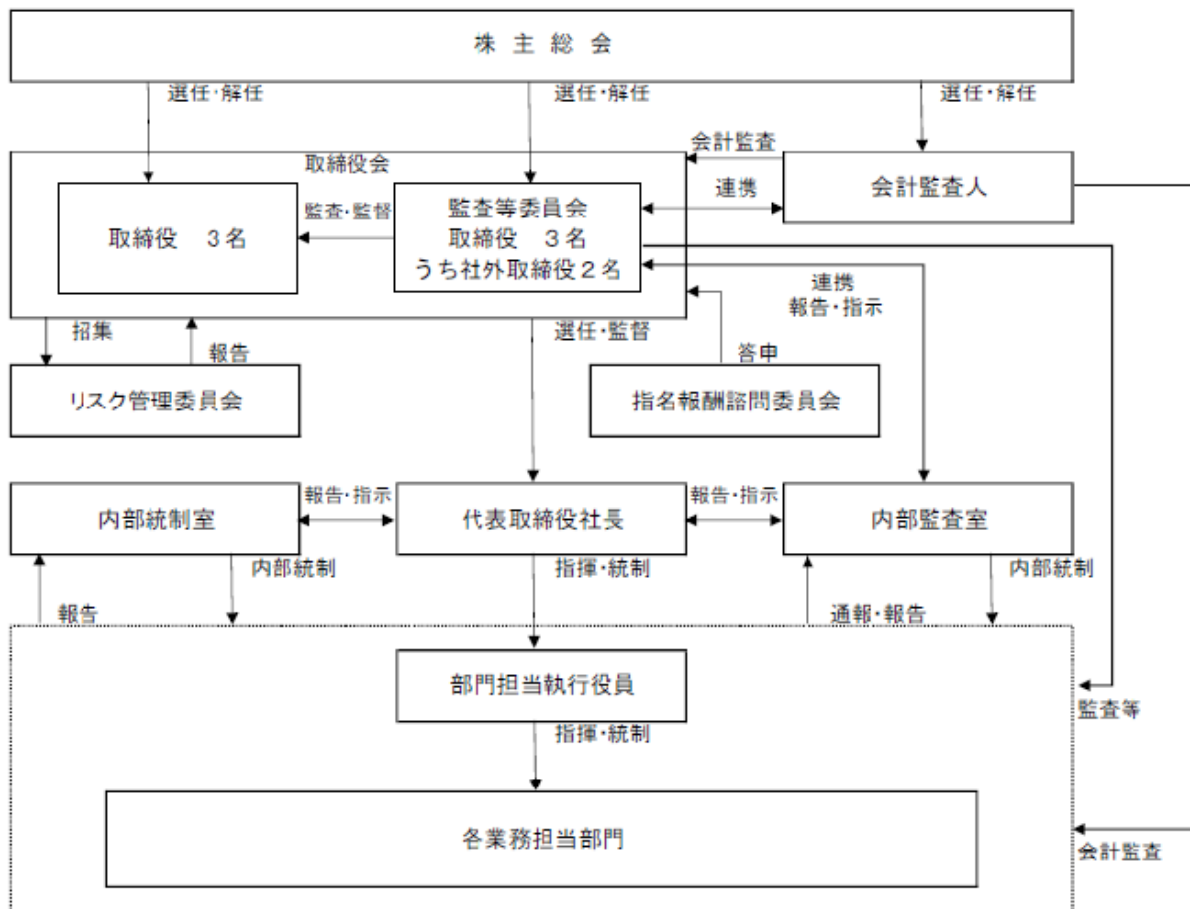 株主総会
選任・解任
選任・解任
選任・解任
取締役会
会計監査
会計監査人
連携
取締役 3名
監査・監督
監査等委員会
取締役 3名
うち社外取締役2名
連携
報告・指示
招集
報告
選任・監督
答申
リスク管理委員会
指名報酬諮問委員会
内部統制室
報告・指示
代表取締役社長
報告・指示
内部監査室
内部統制
指揮・統制
内部統制
報告
通報・報告
部門担当執行役員
監査等
指揮・統制
各業務担当部門
会計監査